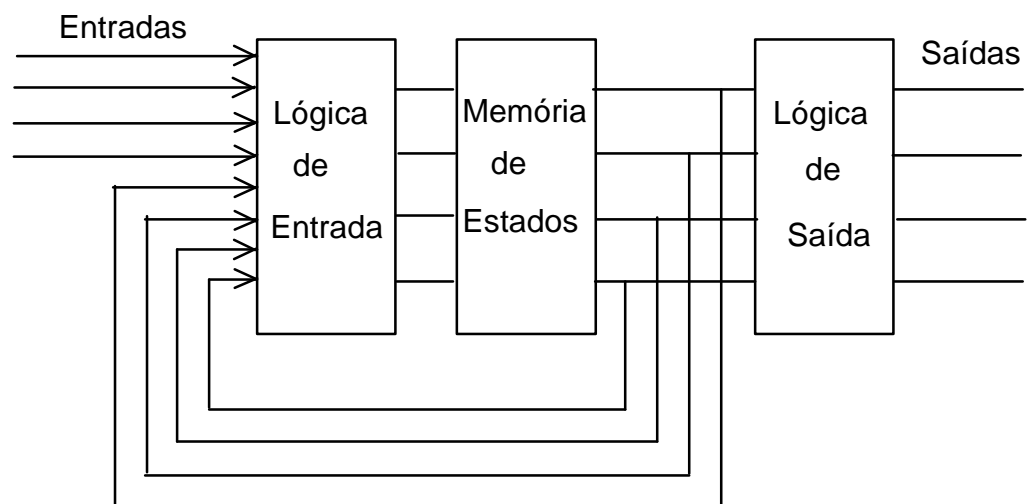 Entradas
Lógica
de
Entrada
Memória
de
Estados
Lógica
de
Saída
Saídas